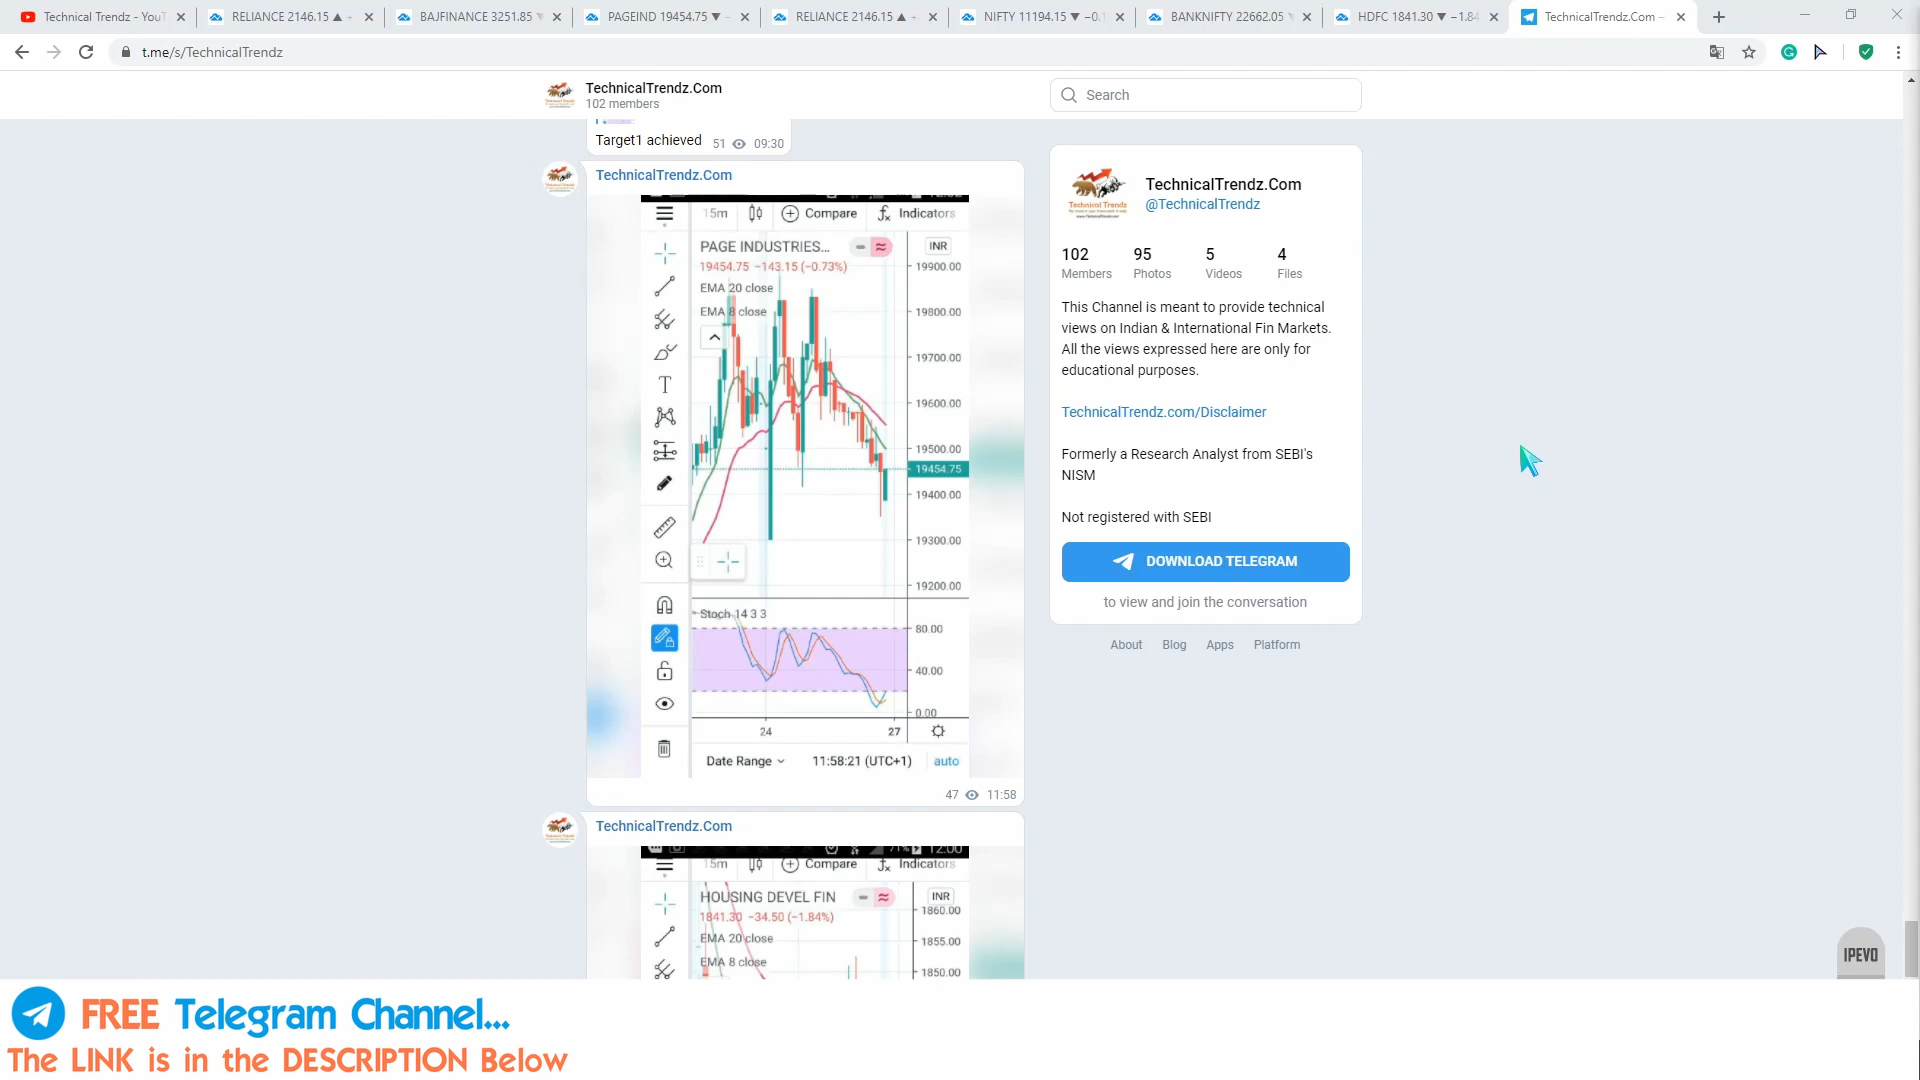 Technical Trendz - YouT
RELIANCE 2146.15 ▲ +
BAJFINANCE 3251.85 ▼
PAGEIND 19454.75 ▼ −
RELIANCE 2146.15 ▲ +
NIFTY 11194.15 ▼ −0.1
BANKNIFTY 22662.05 ▼
HDFC 1841.30 ▼ −1.84
TechnicalTrendz.Com –
t.me/s/TechnicalTrendz
TechnicalTrendz.Com
102 members
Search
Target1 achieved 51 09:30
TechnicalTrendz.Com
15m Compare Indicators
PAGE INDUSTRIES... INR
19454.75 −143.15 (−0.73%)
EMA 20 close
EMA 8 close
19900.00
19800.00
19700.00
19600.00
19500.00
19454.75
19400.00
19300.00
19200.00
Stoch 14 3 3
80.00
40.00
0.00
24 27
Date Range 11:58:21 (UTC+1) auto
47 11:58
TechnicalTrendz.Com
71% 12:00
15m Compare Indicators
HOUSING DEVEL FIN INR
1841.30 −34.50 (−1.84%)
EMA 20 close
EMA 8 close
1860.00
1855.00
1850.00
Technical Trendz
TechnicalTrendz.Com
@TechnicalTrendz
102 95 5 4
Members Photos Videos Files
This Channel is meant to provide technical
views on Indian & International Fin Markets.
All the views expressed here are only for
educational purposes.
TechnicalTrendz.com/Disclaimer
Formerly a Research Analyst from SEBI's
NISM
Not registered with SEBI
DOWNLOAD TELEGRAM
to view and join the conversation
About Blog Apps Platform
IPEVO
FREE Telegram Channel...
The LINK is in the DESCRIPTION Below